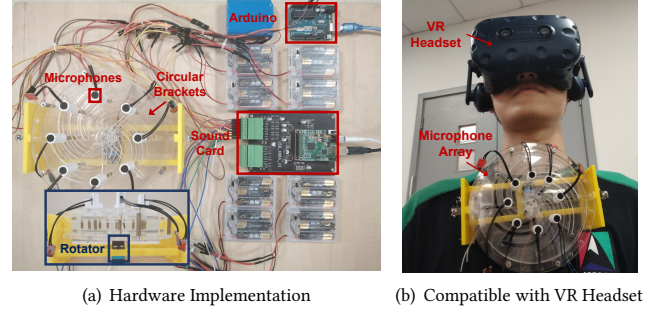 Arduino
Microphones
Circular
Brackets
Sound
Card
Rotator
VR
Headset
Microphone
Array
(a) Hardware Implementation
(b) Compatible with VR Headset